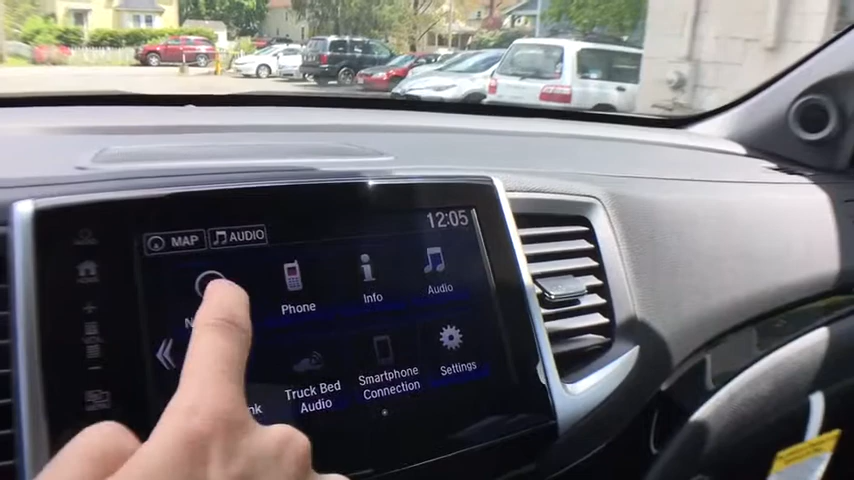 12:05
MAP AUDIO
Phone
Info
Audio
Truck Bed
Audio
Smartphone
Connection
Settings